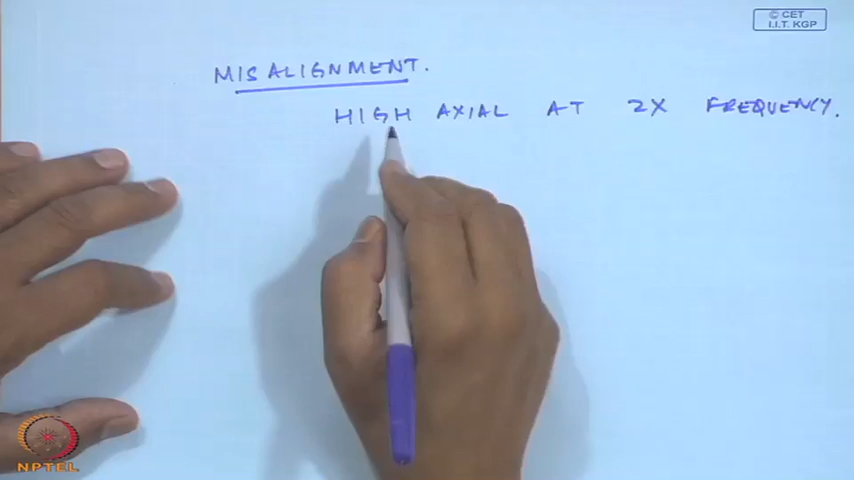 © CET
I.I.T. KGP
MISALIGNMENT.
HIGH AXIAL AT 2X FREQUENCY.
NPTEL